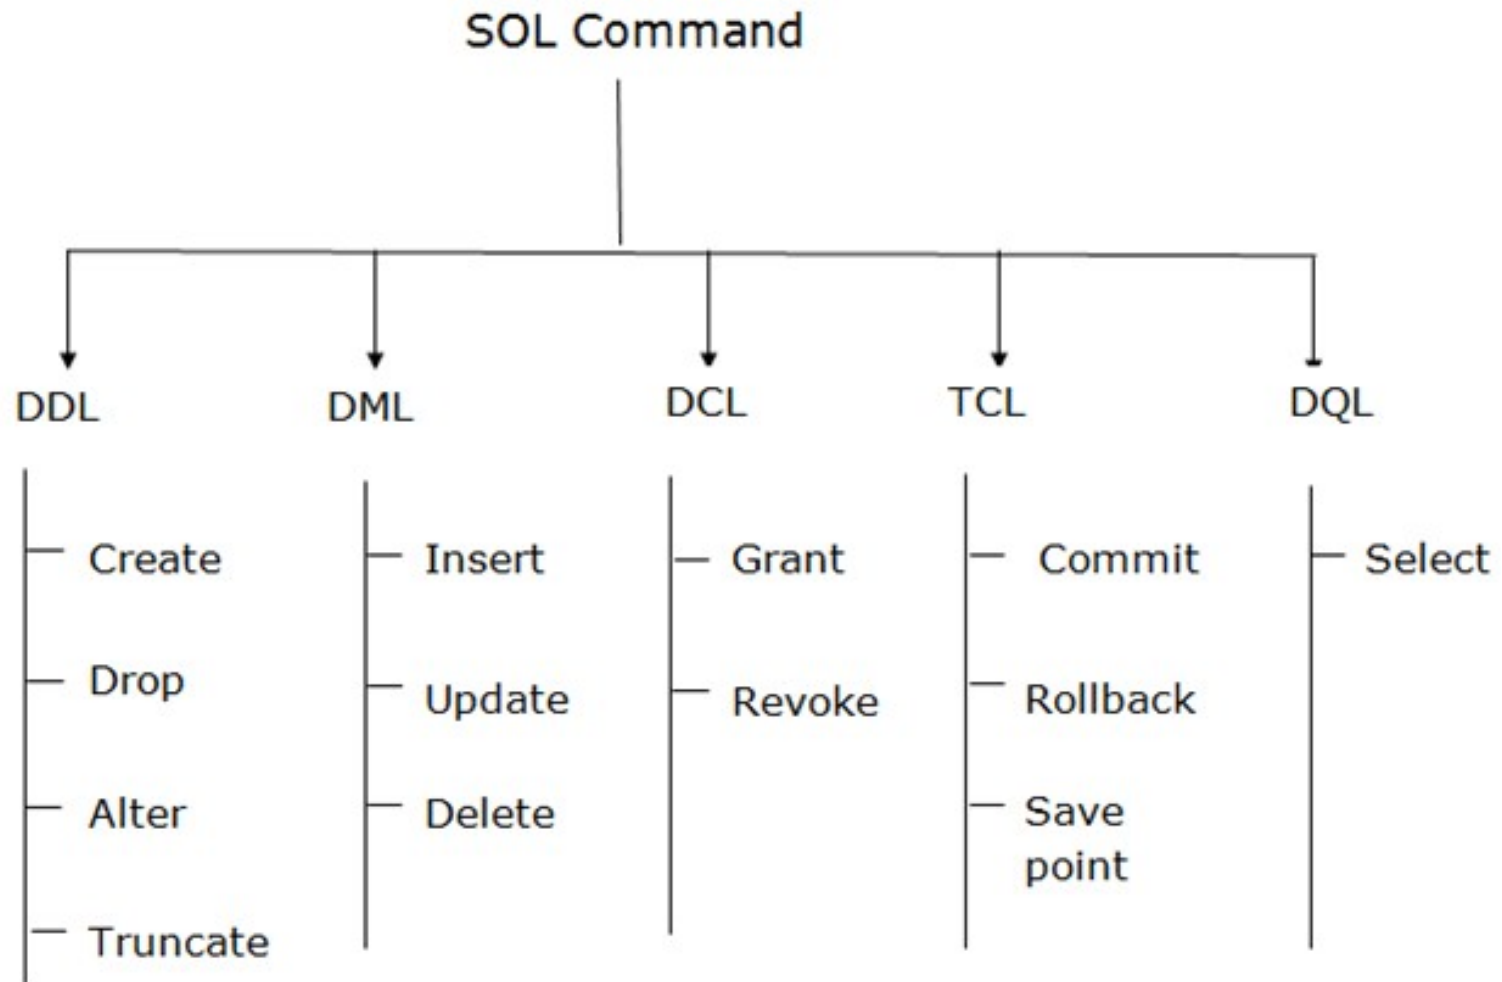 SOL Command
DDL
DML
DCL
TCL
DQL
Create
Drop
Alter
Truncate
Insert
Update
Delete
Grant
Revoke
Commit
Rollback
Save
point
Select